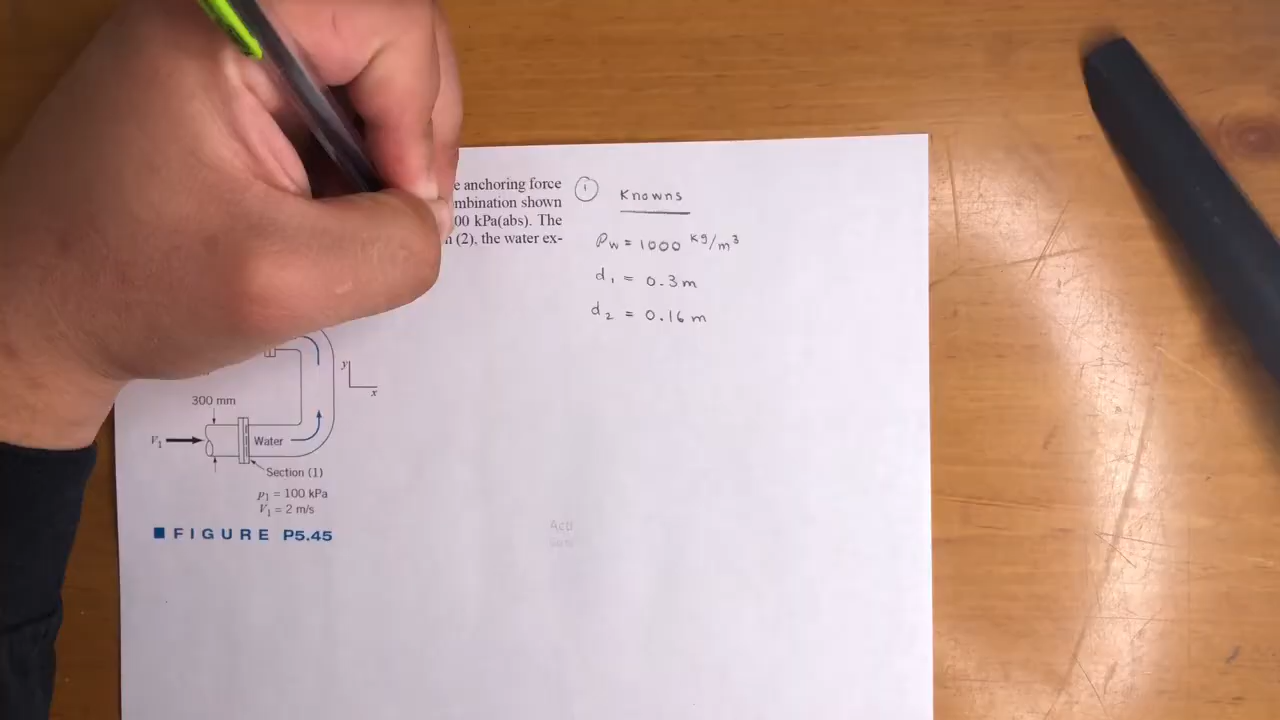 e anchoring force
mbination shown
00 kPa(abs). The
(2), the water ex-
1 Knowns
ρw = 1000 kg/m³
d₁ = 0.3 m
d₂ = 0.16 m
y
x
300 mm
V₁
Water
Section (1)
p₁ = 100 kPa
V₁ = 2 m/s
FIGURE P5.45